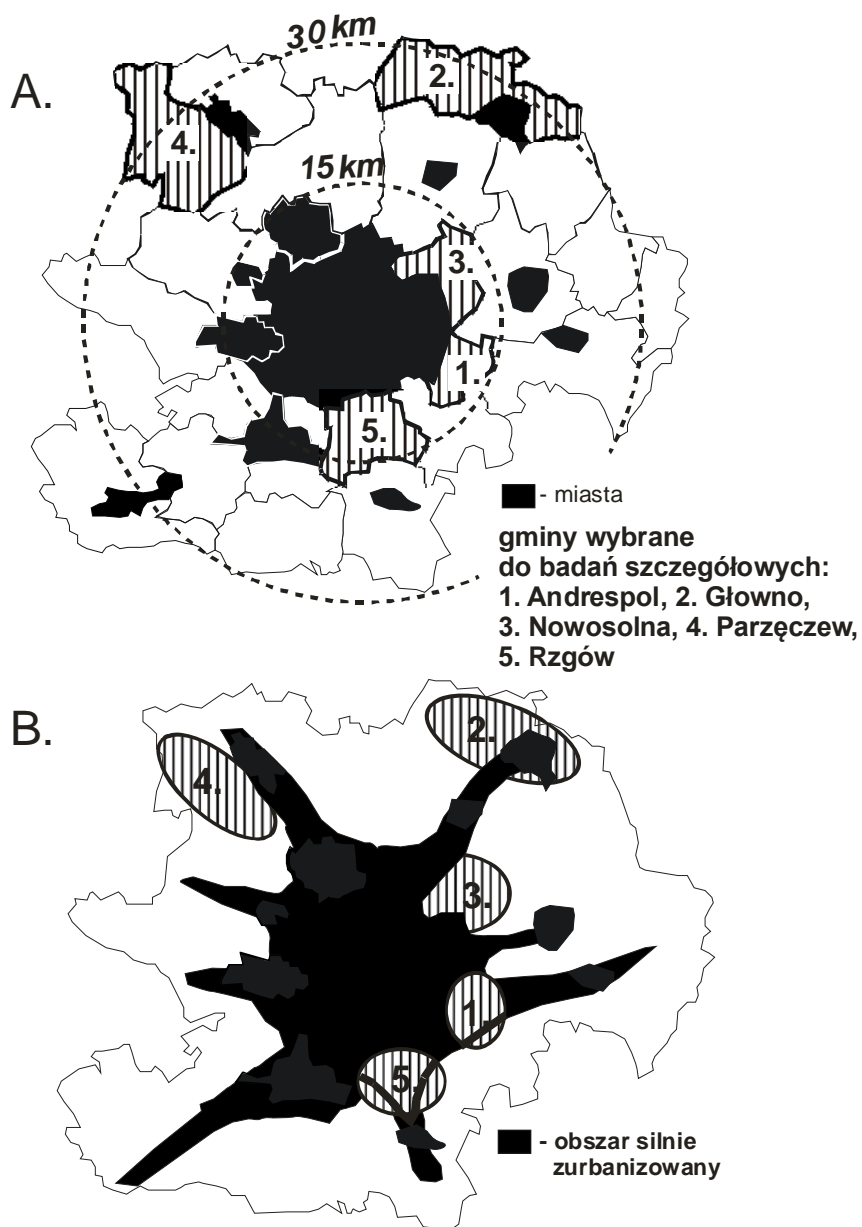 A.
30 km
2.
4.
15 km
3.
1.
5.
- miasta
gminy wybrane
do badań szczegółowych:
1. Andrespol, 2. Głowno,
3. Nowosolna, 4. Parzęczew,
5. Rzgów
B.
2.
4.
3.
1.
5.
- obszar silnie
zurbanizowany